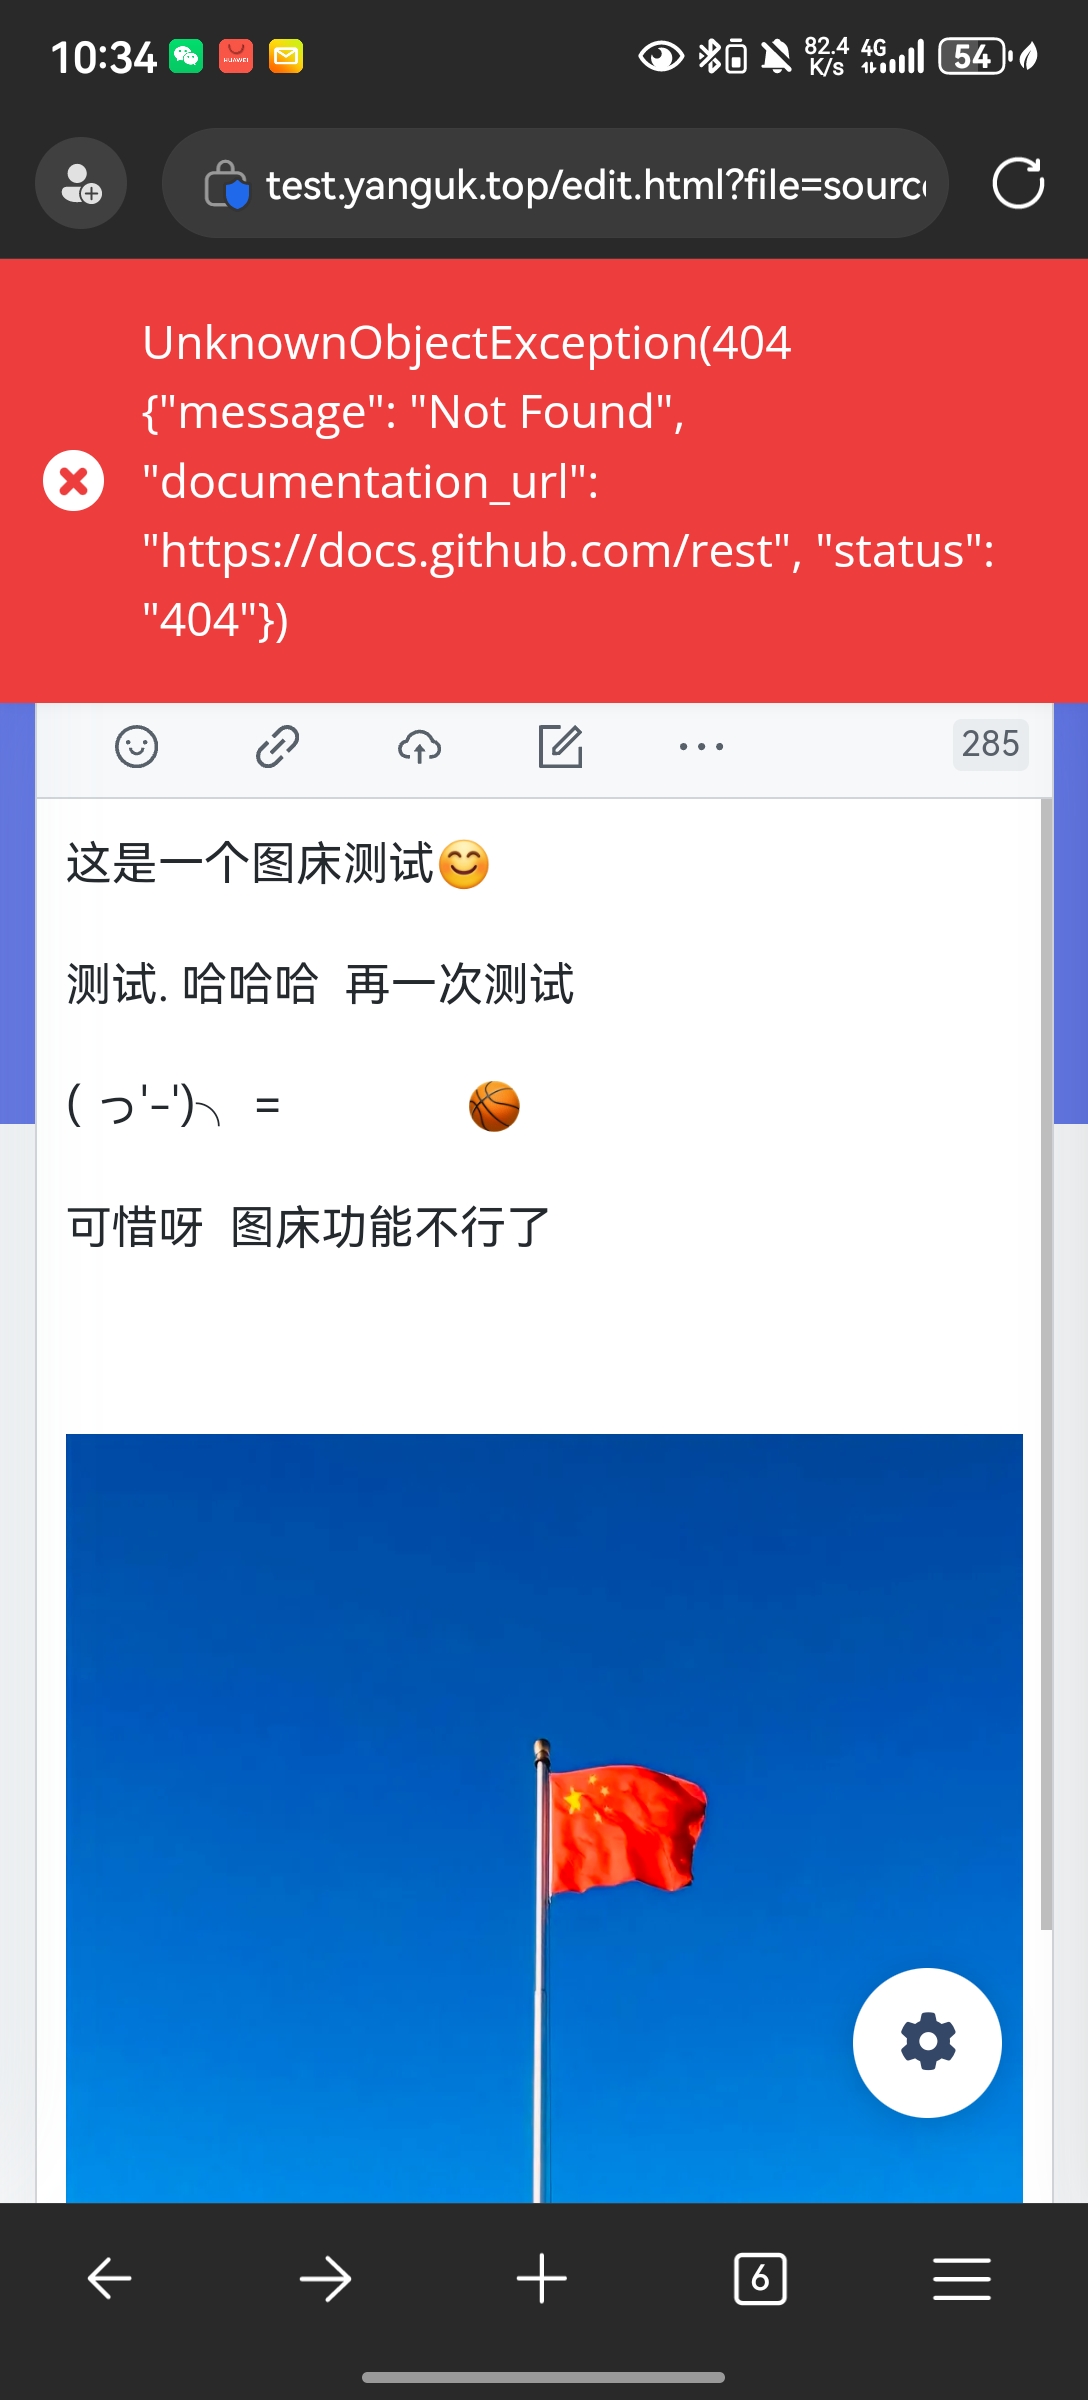 10:34
HUAWEI
82.4
K/s
4G
54
test.yanguk.top/edit.html?file=sourc
UnknownObjectException(404
{"message": "Not Found",
"documentation_url":
"https://docs.github.com/rest", "status":
"404"})
285
这是一个图床测试😊
测试. 哈哈哈  再一次测试
( っ'-')╮  =            🏀
可惜呀  图床功能不行了
6